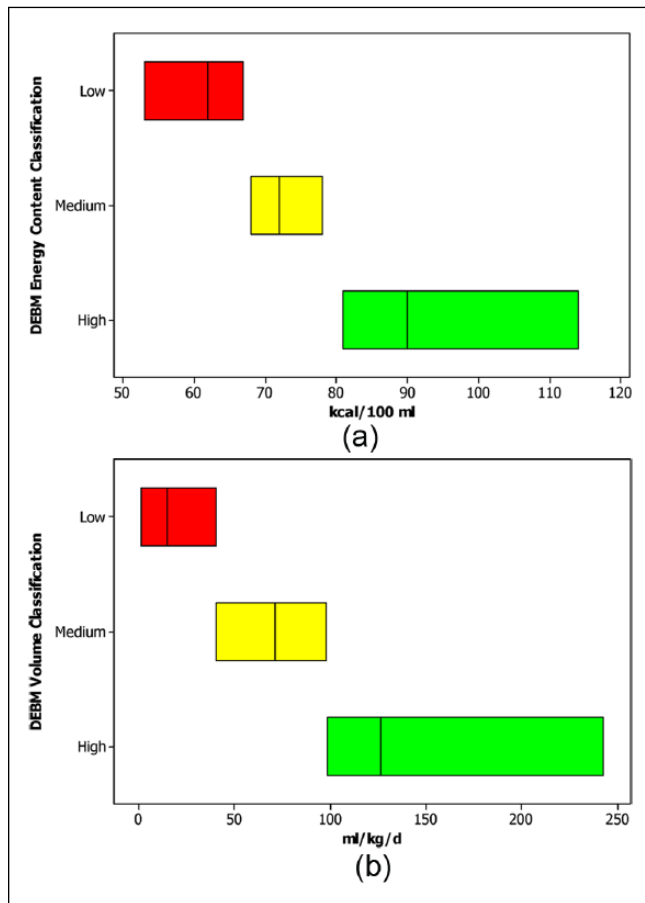 DEBM Energy Content Classification
Low
Medium
High
50 60 70 80 90 100 110 120
kcal/100 ml
(a)
DEBM Volume Classification
Low
Medium
High
0 50 100 150 200 250
ml/kg/d
(b)